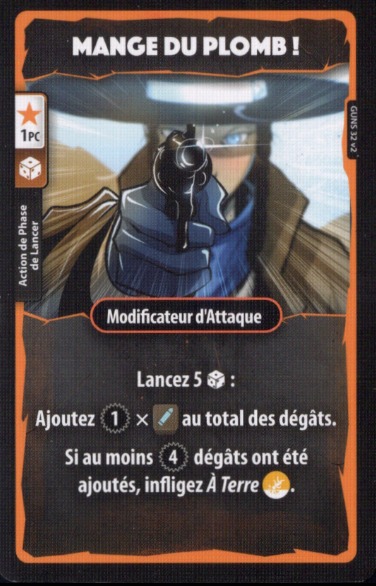 MANGE DU PLOMB !
1PC
GUNS 32 v2
Action de Phase
de Lancer
Modificateur d'Attaque
Lancez 5 :
Ajoutez 1 × au total des dégâts.
Si au moins 4 dégâts ont été
ajoutés, infligez À Terre .